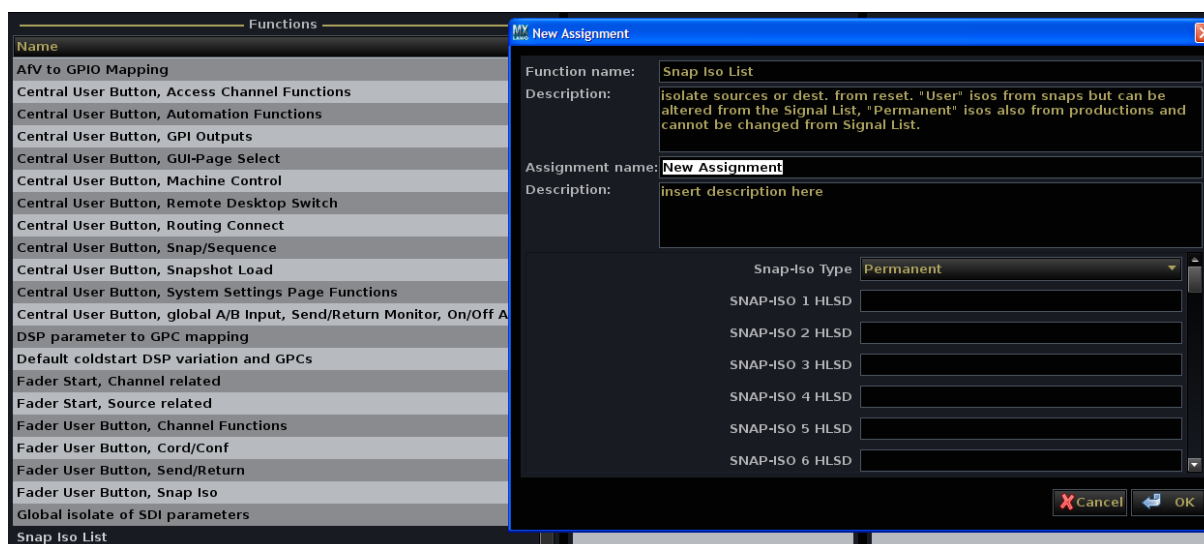 Functions
Name
AfV to GPIO Mapping
Central User Button, Access Channel Functions
Central User Button, Automation Functions
Central User Button, GPI Outputs
Central User Button, GUI-Page Select
Central User Button, Machine Control
Central User Button, Remote Desktop Switch
Central User Button, Routing Connect
Central User Button, Snap/Sequence
Central User Button, Snapshot Load
Central User Button, System Settings Page Functions
Central User Button, global A/B Input, Send/Return Monitor, On/Off A
DSP parameter to GPC mapping
Default coldstart DSP variation and GPCs
Fader Start, Channel related
Fader Start, Source related
Fader User Button, Channel Functions
Fader User Button, Cord/Conf
Fader User Button, Send/Return
Fader User Button, Snap Iso
Global isolate of SDI parameters
Snap Iso List
New Assignment
Function name: Snap Iso List
Description: isolate sources or dest. from reset. "User" isos from snaps but can be
altered from the Signal List, "Permanent" isos also from productions and
cannot be changed from Signal List.
Assignment name: New Assignment
Description: insert description here
Snap-Iso Type Permanent
SNAP-ISO 1 HLSD
SNAP-ISO 2 HLSD
SNAP-ISO 3 HLSD
SNAP-ISO 4 HLSD
SNAP-ISO 5 HLSD
SNAP-ISO 6 HLSD
Cancel OK